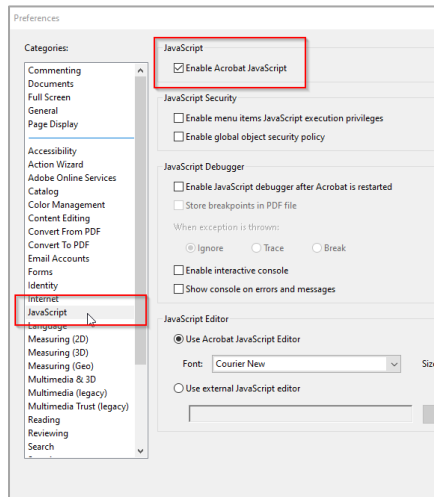 Preferences
Categories:
Commenting
Documents
Full Screen
General
Page Display
Accessibility
Action Wizard
Adobe Online Services
Catalog
Color Management
Content Editing
Convert From PDF
Convert To PDF
Email Accounts
Forms
Identity
Internet
JavaScript
Language
Measuring (2D)
Measuring (3D)
Measuring (Geo)
Multimedia & 3D
Multimedia (legacy)
Multimedia Trust (legacy)
Reading
Reviewing
Search
JavaScript
Enable Acrobat JavaScript
JavaScript Security
Enable menu items JavaScript execution privileges
Enable global object security policy
JavaScript Debugger
Enable JavaScript debugger after Acrobat is restarted
Store breakpoints in PDF file
When exception is thrown:
Ignore Trace Break
Enable interactive console
Show console on errors and messages
JavaScript Editor
Use Acrobat JavaScript Editor
Font: Courier New Size
Use external JavaScript editor